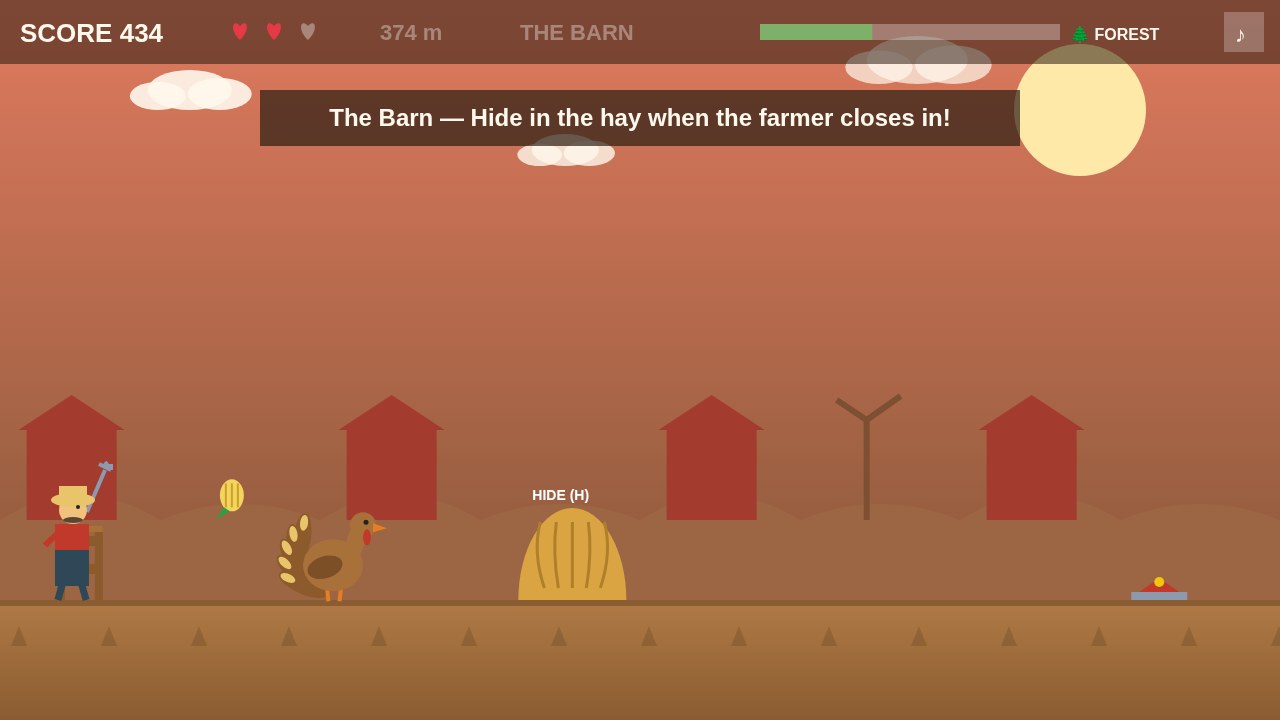 SCORE 434
374 m
THE BARN
FOREST
The Barn — Hide in the hay when the farmer closes in!
HIDE (H)